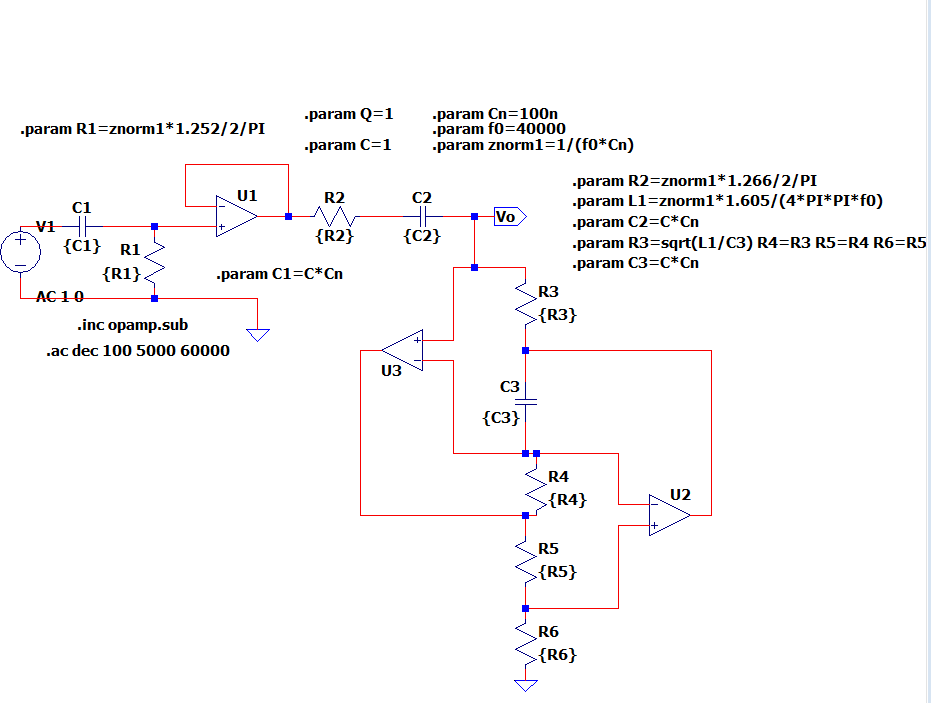 .param Q=1 .param Cn=100n
.param R1=znorm1*1.252/2/PI .param f0=40000
.param C=1 .param znorm1=1/(f0*Cn)
.param R2=znorm1*1.266/2/PI
U1
.param L1=znorm1*1.605/(4*PI*PI*f0)
C1 R2 C2
Vo
.param C2=C*Cn
V1
+
-
+
{C1} R1 {R2} {C2}
.param R3=sqrt(L1/C3) R4=R3 R5=R4 R6=R5
-
{R1} .param C1=C*Cn
.param C3=C*Cn
AC 1 0
R3
{R3}
.inc opamp.sub
.ac dec 100 5000 60000
+
-
U3
C3
{C3}
R4
{R4}
U2
-
+
R5
{R5}
R6
{R6}